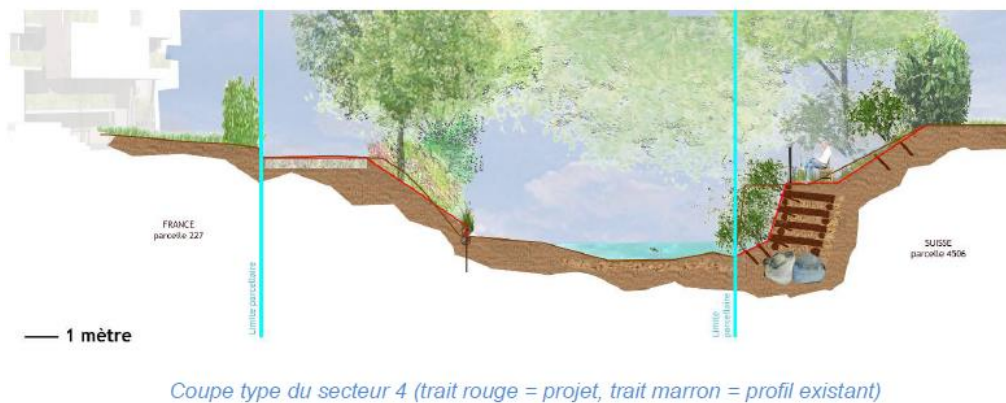 FRANCE
parcelle 227
Limite parcellaire
Limite
parcellaire
SUISSE
parcelle 4506
1 mètre
Coupe type du secteur 4 (trait rouge = projet, trait marron = profil existant)